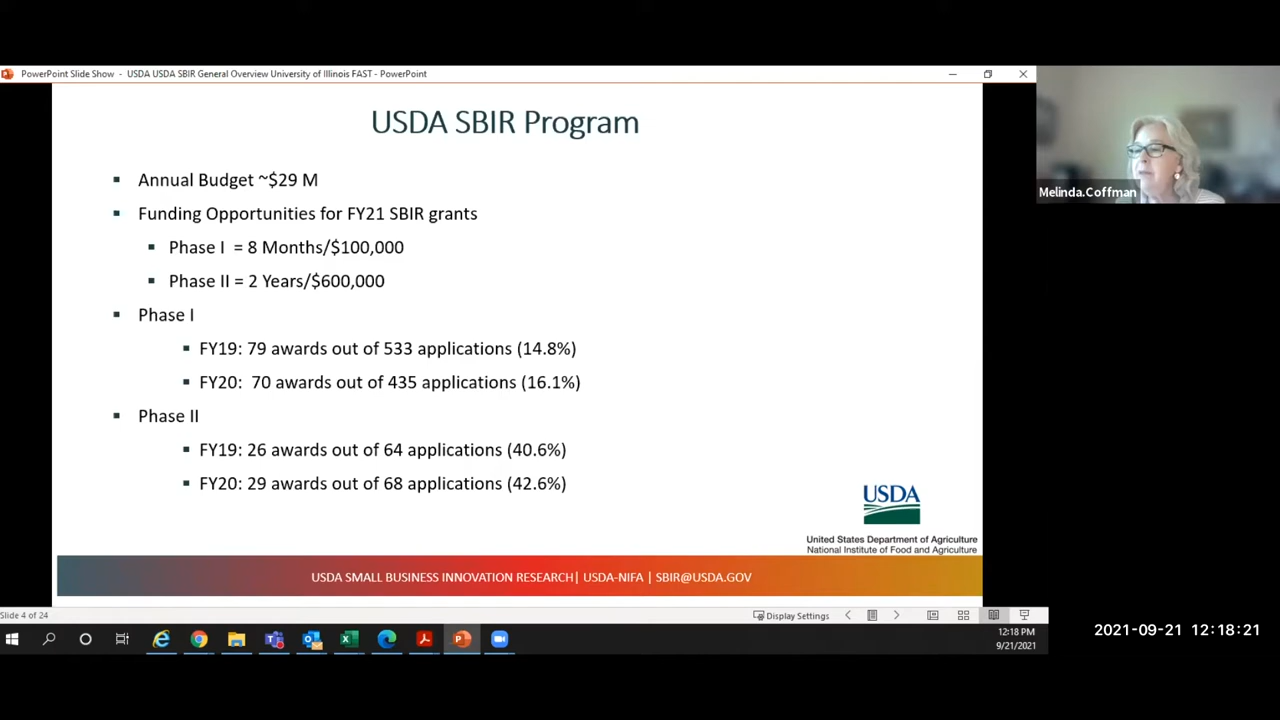 PowerPoint Slide Show - USDA USDA SBIR General Overview University of Illinois FAST - PowerPoint
USDA SBIR Program
Annual Budget ~$29 M
Funding Opportunities for FY21 SBIR grants
Phase I = 8 Months/$100,000
Phase II = 2 Years/$600,000
Phase I
FY19: 79 awards out of 533 applications (14.8%)
FY20: 70 awards out of 435 applications (16.1%)
Phase II
FY19: 26 awards out of 64 applications (40.6%)
FY20: 29 awards out of 68 applications (42.6%)
USDA
United States Department of Agriculture
National Institute of Food and Agriculture
USDA SMALL BUSINESS INNOVATION RESEARCH| USDA-NIFA | SBIR@USDA.GOV
Melinda.Coffman
Slide 4 of 24
Display Settings
12:18 PM
9/21/2021
2021-09-21 12:18:21